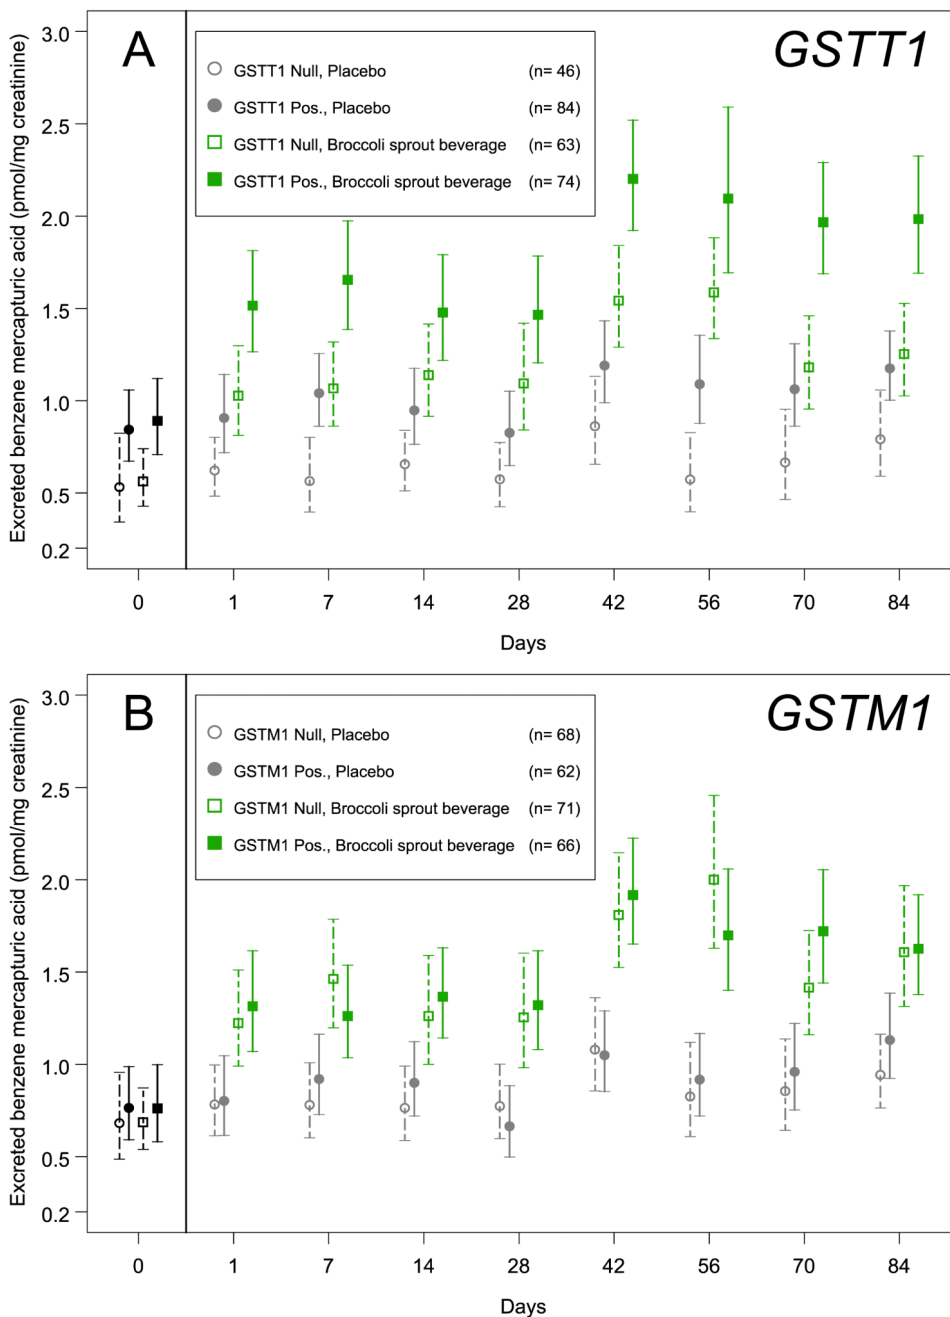 A
GSTT1
GSTT1 Null, Placebo (n= 46)
GSTT1 Pos., Placebo (n= 84)
GSTT1 Null, Broccoli sprout beverage (n= 63)
GSTT1 Pos., Broccoli sprout beverage (n= 74)
Excreted benzene mercapturic acid (pmol/mg creatinine)
3.0
2.5
2.0
1.5
1.0
0.5
0.2
0 1 7 14 28 42 56 70 84
Days
B
GSTM1
GSTM1 Null, Placebo (n= 68)
GSTM1 Pos., Placebo (n= 62)
GSTM1 Null, Broccoli sprout beverage (n= 71)
GSTM1 Pos., Broccoli sprout beverage (n= 66)
Excreted benzene mercapturic acid (pmol/mg creatinine)
3.0
2.5
2.0
1.5
1.0
0.5
0.2
0 1 7 14 28 42 56 70 84
Days